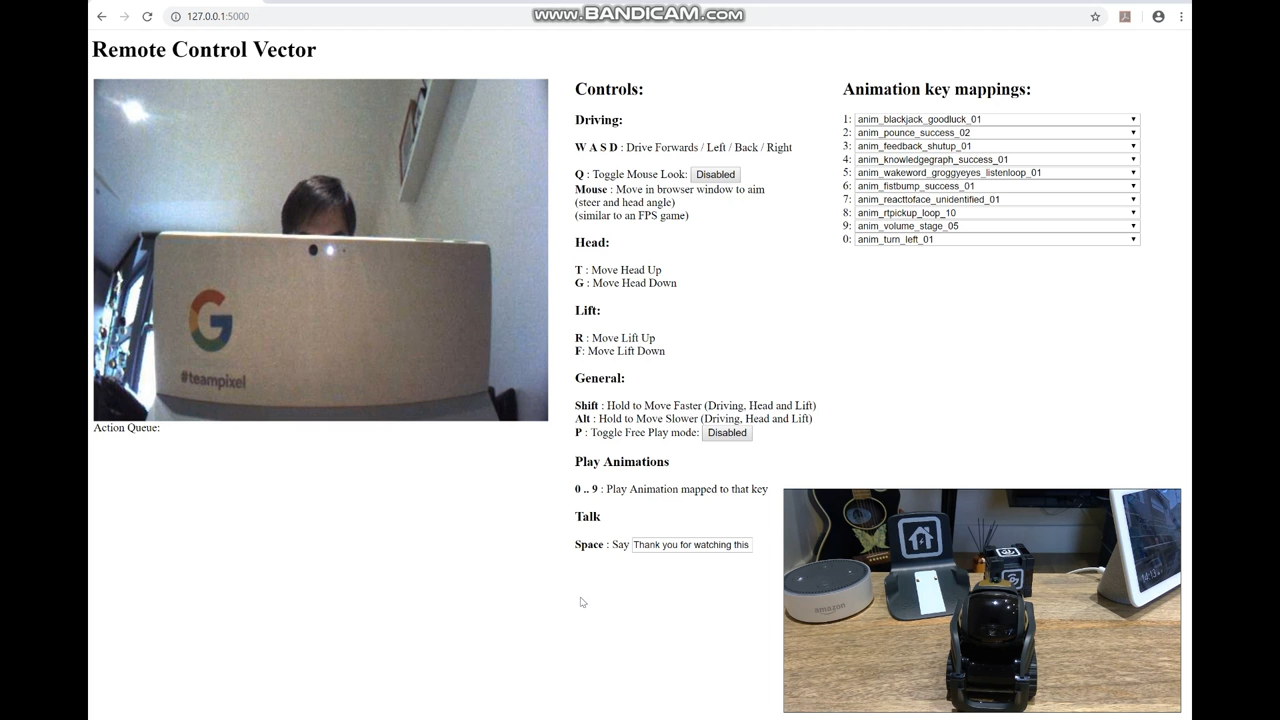 www.BANDICAM.com
127.0.0.1:5000
Remote Control Vector
G
#teampixel
Action Queue:
Controls:
Driving:
W A S D : Drive Forwards / Left / Back / Right
Q : Toggle Mouse Look: Disabled
Mouse : Move in browser window to aim
(steer and head angle)
(similar to an FPS game)
Head:
T : Move Head Up
G : Move Head Down
Lift:
R : Move Lift Up
F: Move Lift Down
General:
Shift : Hold to Move Faster (Driving, Head and Lift)
Alt : Hold to Move Slower (Driving, Head and Lift)
P : Toggle Free Play mode: Disabled
Play Animations
0 .. 9 : Play Animation mapped to that key
Talk
Space : Say Thank you for watching this
Animation key mappings:
1: anim_blackjack_goodluck_01
2: anim_pounce_success_02
3: anim_feedback_shutup_01
4: anim_knowledgegraph_success_01
5: anim_wakeword_groggyeyes_listenloop_01
6: anim_fistbump_success_01
7: anim_reacttoface_unidentified_01
8: anim_rtpickup_loop_10
9: anim_volume_stage_05
0: anim_turn_left_01
amazon
14:13